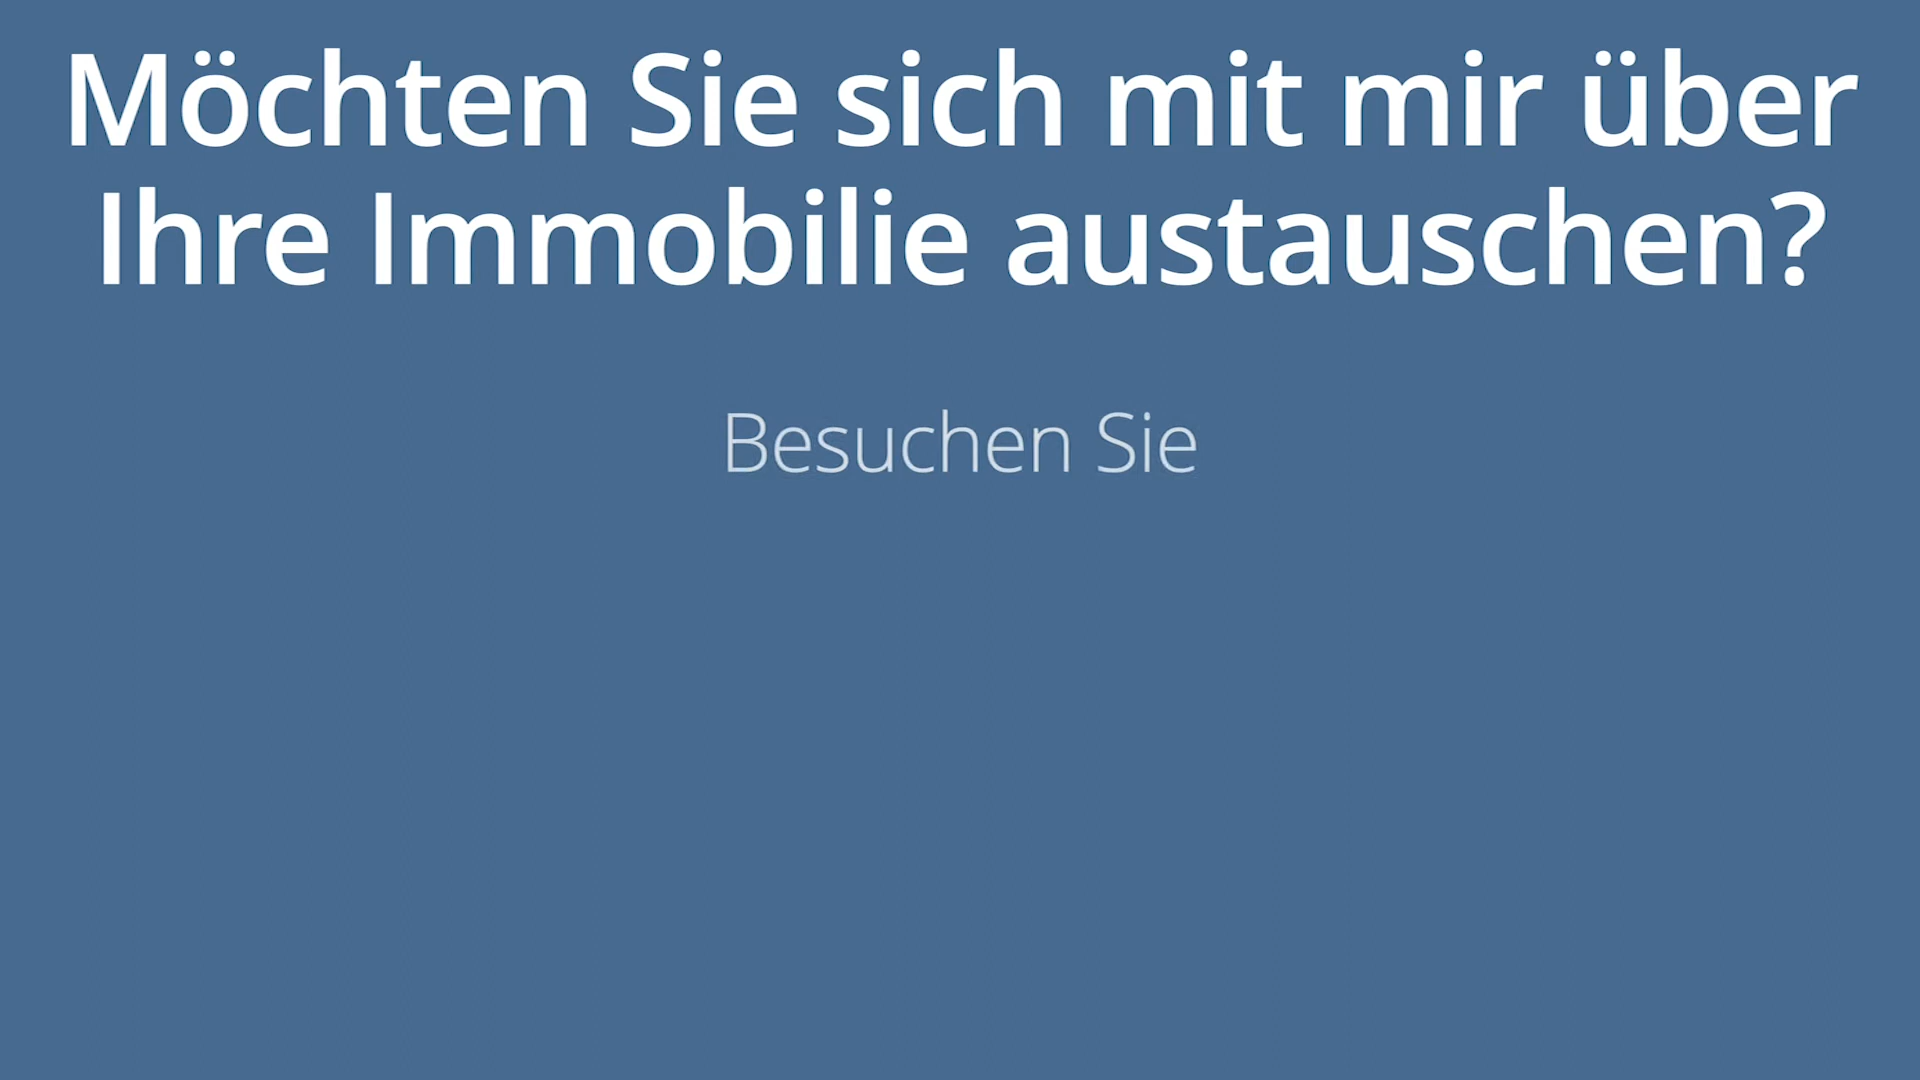 Möchten Sie sich mit mir über
Ihre Immobilie austauschen?
Besuchen Sie